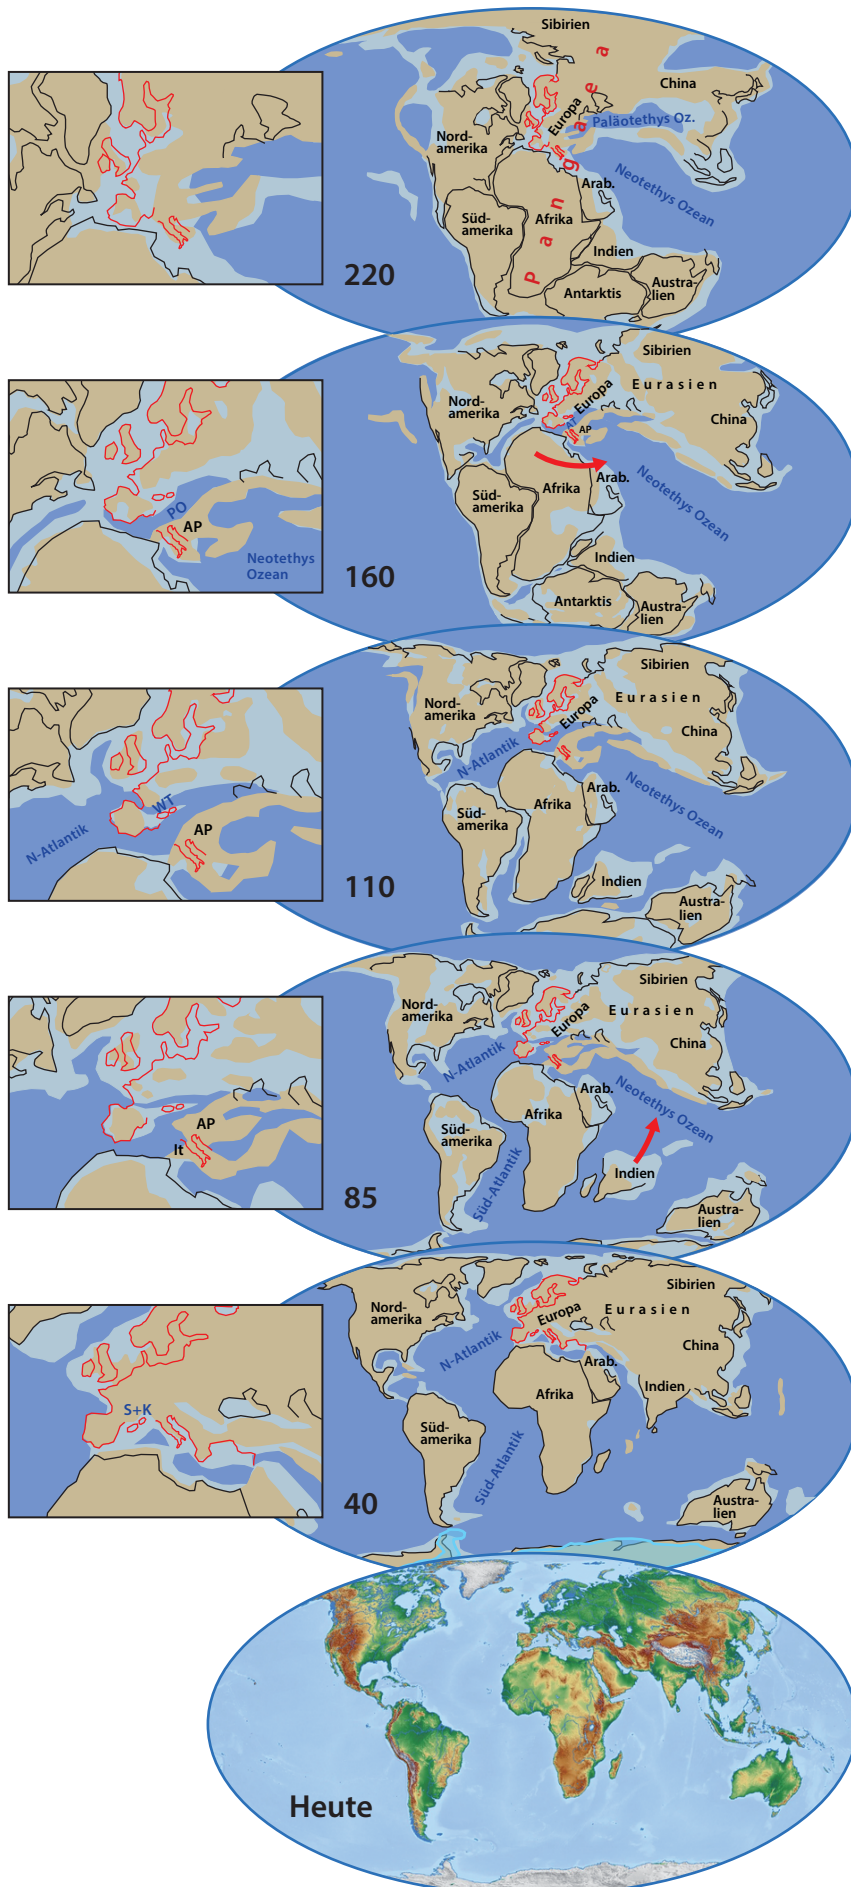 Sibirien
P a n g a e a
China
Europa
Paläotethys Oz.
Nord-
amerika
Neotethys Ozean
Arab.
Süd-
amerika
Afrika
Indien
Antarktis
Austra-
lien
220
Sibirien
Eurasien
Europa
Nord-
amerika
China
AT
AP
Neotethys Ozean
Arab.
Süd-
amerika
Afrika
Indien
Antarktis
Austra-
lien
PO
AP
Neotethys
Ozean
160
Sibirien
Eurasien
Nord-
amerika
Europa
China
N-Atlantik
Neotethys Ozean
Arab.
Afrika
Süd-
amerika
Indien
Austra-
lien
WT
N-Atlantik
AP
110
Sibirien
Nord-
amerika
Eurasien
Europa
China
N-Atlantik
Neotethys Ozean
Arab.
Afrika
Süd-
amerika
Süd-Atlantik
Indien
Austra-
lien
AP
It
85
Sibirien
Nord-
amerika
Europa
Eurasien
China
N-Atlantik
Arab.
Afrika
Indien
Süd-
amerika
Süd-Atlantik
Austra-
lien
S+K
40
Heute